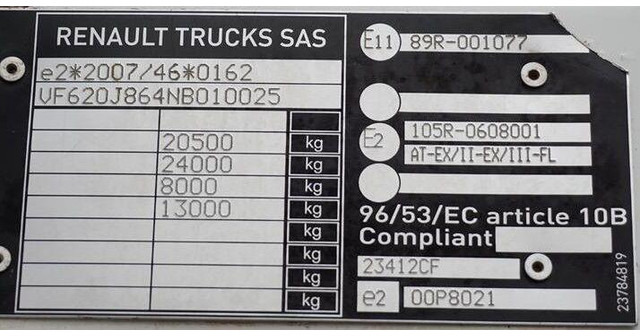 RENAULT TRUCKS SAS
e2*2007/46*0162
VF620J864NB010025
20500 kg
24000 kg
8000 kg
13000 kg
kg
kg
kg
kg
E11 89R-001077
E2 105R-0608001
AT-EX/II-EX/III-FL
96/53/EC article 10B
Compliant
23412CF
e2 00P8021
23784819